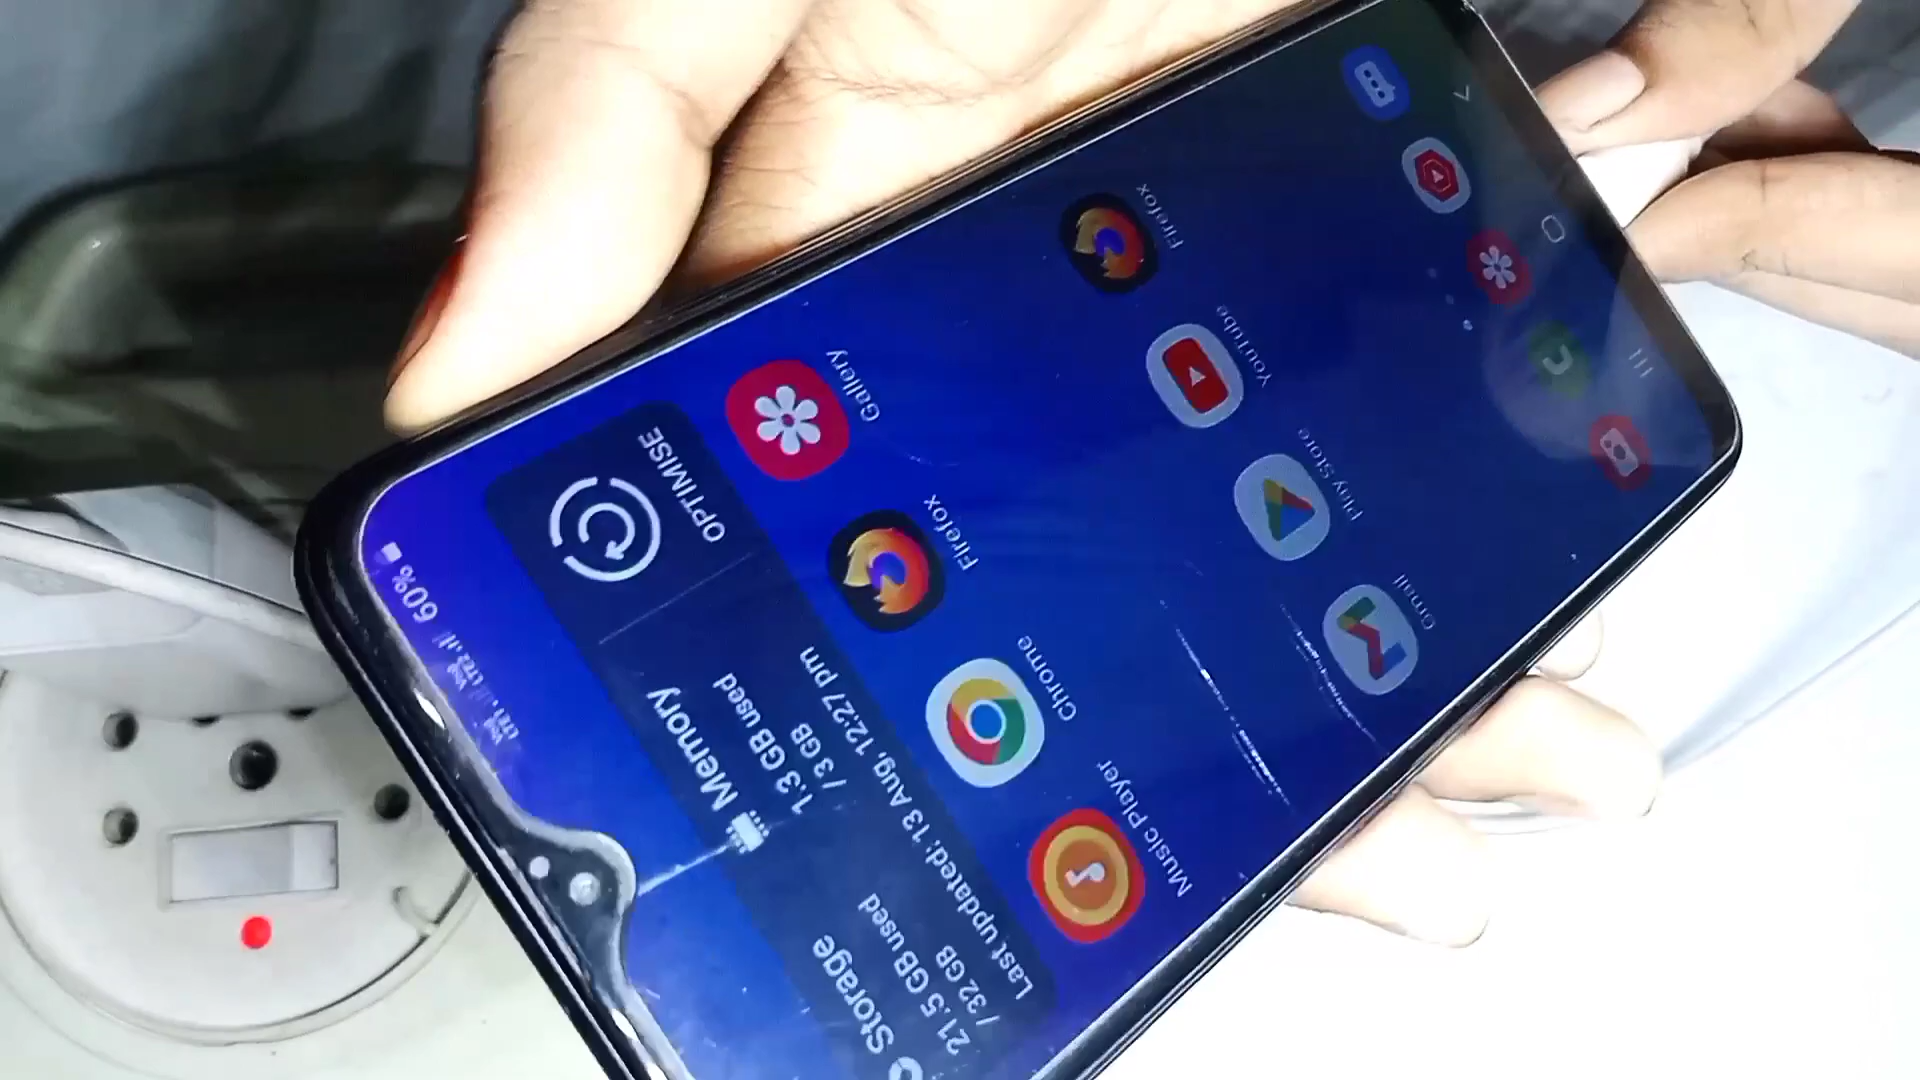 60%
Storage
21.5 GB used
/ 32 GB
Memory
1.3 GB used
/ 3 GB
OPTIMISE
Last updated: 13 Aug, 12:27 pm
Music Player
Chrome
Firefox
Gallery
Gmail
Play Store
YouTube
Firefox